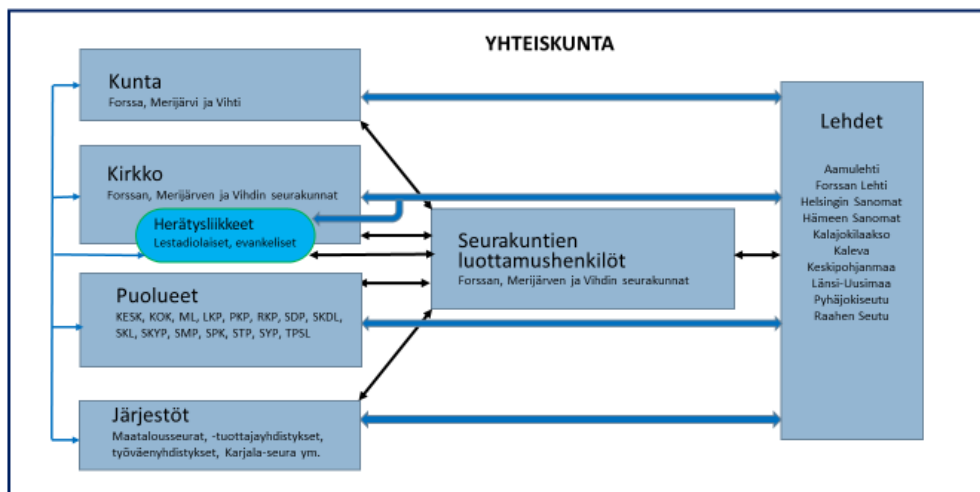 YHTEISKUNTA
Kunta
Forssa, Merijärvi ja Vihti
Kirkko
Forssan, Merijärven ja Vihdin seurakunnat
Herätysliikkeet
Lestadiolaiset, evankeliset
Puolueet
KESK, KOK, ML, LKP, PKP, RKP, SDP, SKDL,
SKL, SKYP, SMP, SPK, STP, SYP, TPSL
Järjestöt
Maatalousseurat, -tuottajayhdistykset,
työväenyhdistykset, Karjala-seura ym.
Seurakuntien
luottamushenkilöt
Forssan, Merijärven ja Vihdin seurakunnat
Lehdet
Aamulehti
Forssan Lehti
Helsingin Sanomat
Hämeen Sanomat
Kalajokilaakso
Kaleva
Keskipohjanmaa
Länsi-Uusimaa
Pyhäjokiseutu
Raahen Seutu